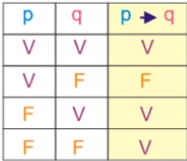 p q p → q
V V V
V F F
F V V
F F V